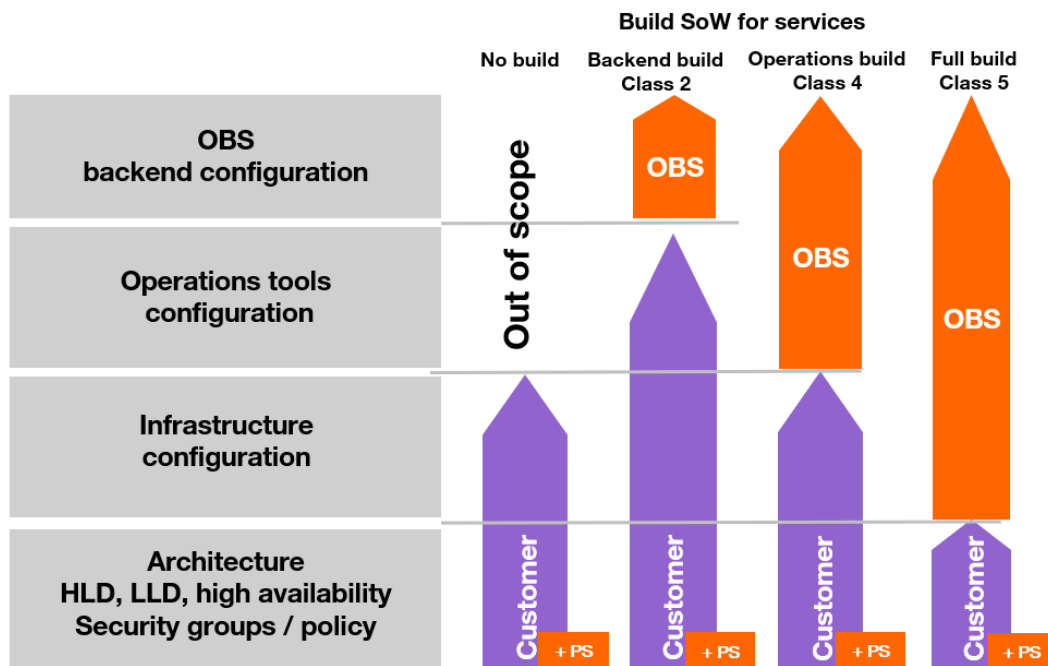 Build SoW for services
No build
Backend build
Class 2
Operations build
Class 4
Full build
Class 5
OBS
backend configuration
Operations tools
configuration
Infrastructure
configuration
Architecture
HLD, LLD, high availability
Security groups / policy
Out of scope
OBS
OBS
OBS
Customer
+ PS
Customer
+ PS
Customer
+ PS
Customer
+ PS